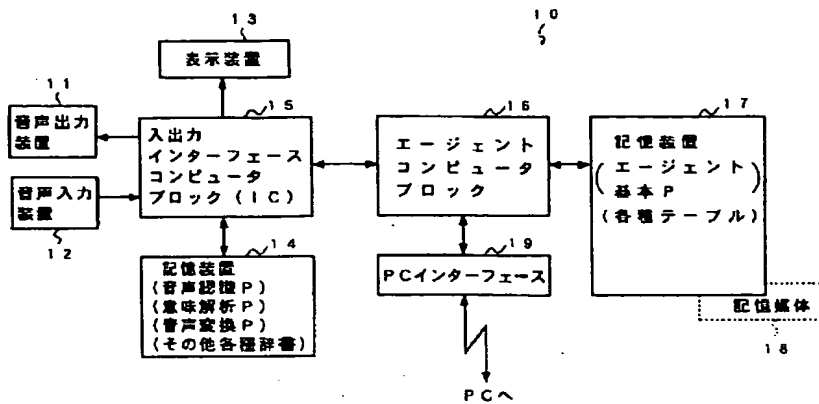 10
13
表示装置
11
音声出力
装置
音声入力
装置
12
15
入出力
インターフェース
コンピュータ
ブロック(IC)
14
記憶装置
(音声認識P)
(意味解析P)
(音声変換P)
(その他各種辞書)
16
エージェント
コンピュータ
ブロック
19
PCインターフェース
PCへ
17
記憶装置
(エージェント
基本P)
(各種テーブル)
記憶媒体
18